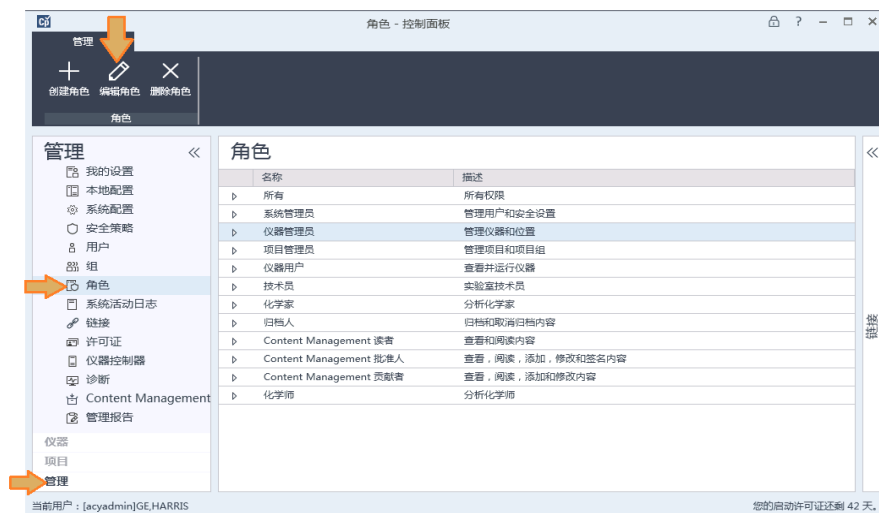 Cp
角色 - 控制面板
?
管理
创建角色 编辑角色 删除角色
角色
管理
我的设置
本地配置
系统配置
安全策略
用户
组
角色
系统活动日志
链接
许可证
仪器控制器
诊断
Content Management
管理报告
仪器
项目
管理
角色
名称 描述
所有 所有权限
系统管理员 管理用户和安全设置
仪器管理员 管理仪器和位置
项目管理员 管理项目和项目组
仪器用户 查看并运行仪器
技术员 实验室技术员
化学家 分析化学家
归档人 归档和取消归档内容
Content Management 读者 查看和阅读内容
Content Management 批准人 查看，阅读，添加，修改和签名内容
Content Management 贡献者 查看，阅读，添加和修改内容
化学师 分析化学师
链接
当前用户：[acyadmin]GE,HARRIS 您的启动许可证还剩 42 天。